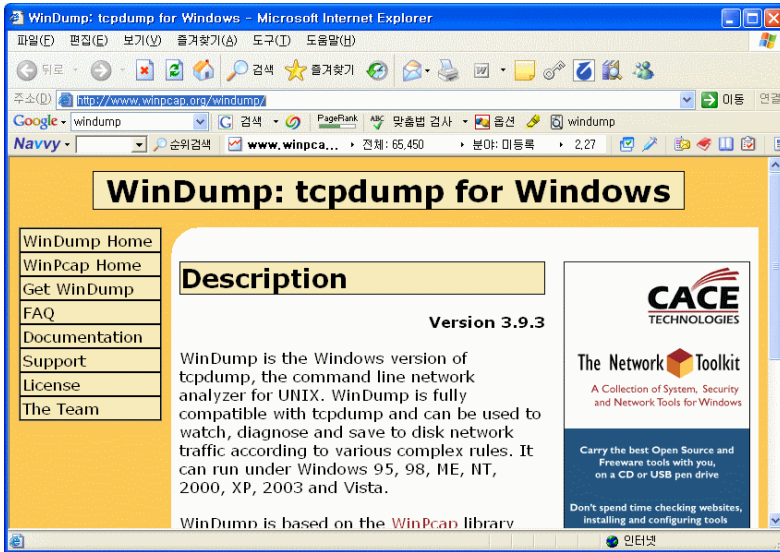 WinDump: tcpdump for Windows - Microsoft Internet Explorer
파일(F) 편집(E) 보기(V) 즐겨찾기(A) 도구(T) 도움말(H)
뒤로 검색 즐겨찾기
주소(D) http://www.winpcap.org/windump/ 이동 연결
Google windump G 검색 PageRank ABC 맞춤법 검사 옵션 windump
Navvy 순위검색 www.winpca... 전체: 65,450 분야: 미등록 2,27
WinDump: tcpdump for Windows
WinDump Home
WinPcap Home
Get WinDump
FAQ
Documentation
Support
License
The Team
Description
Version 3.9.3
WinDump is the Windows version of
tcpdump, the command line network
analyzer for UNIX. WinDump is fully
compatible with tcpdump and can be used to
watch, diagnose and save to disk network
traffic according to various complex rules. It
can run under Windows 95, 98, ME, NT,
2000, XP, 2003 and Vista.
WinDump is based on the WinPcap library
CACE
TECHNOLOGIES
The Network Toolkit
A Collection of System, Security
and Network Tools for Windows
Carry the best Open Source and
Freeware tools with you,
on a CD or USB pen drive
Don't spend time checking websites,
installing and configuring tools
인터넷